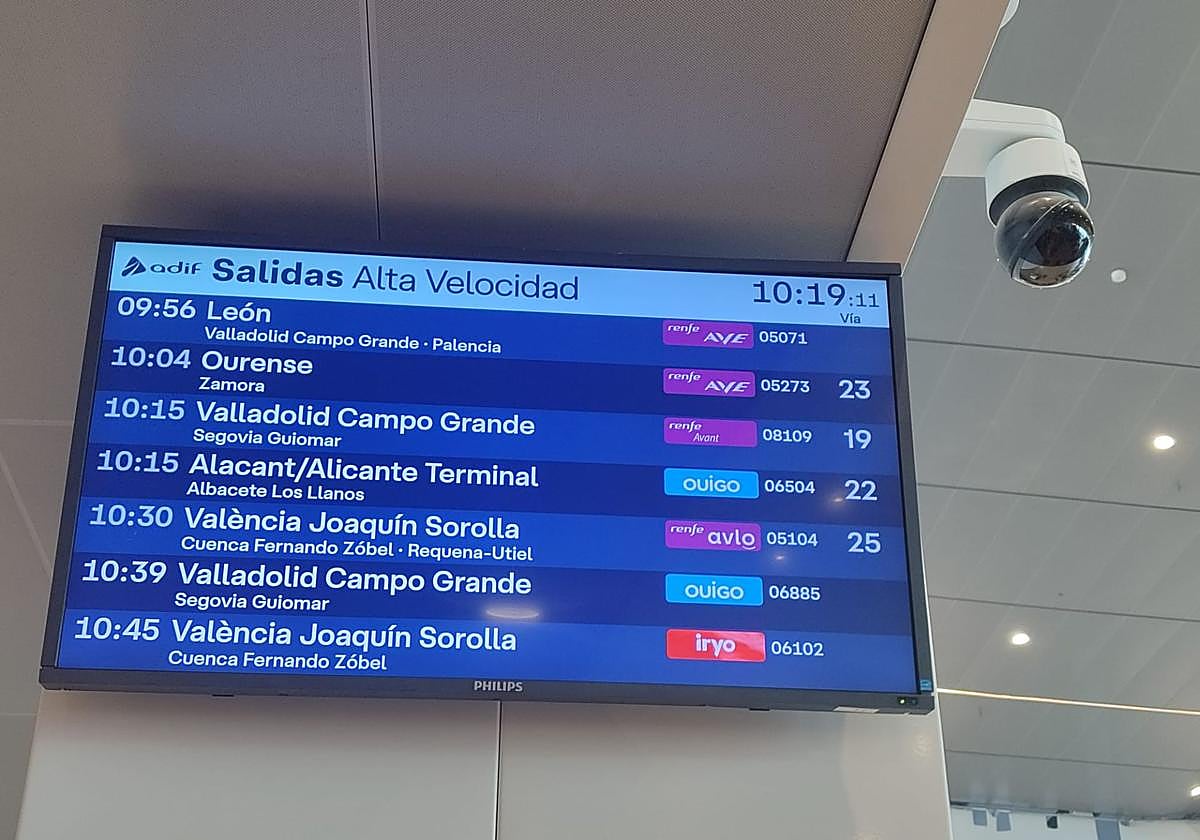 adif Salidas Alta Velocidad 10:19:11
Vía
09:56 León renfe AVE 05071
Valladolid Campo Grande · Palencia
10:04 Ourense renfe AVE 05273 23
Zamora
10:15 Valladolid Campo Grande renfe Avant 08109 19
Segovia Guiomar
10:15 Alacant/Alicante Terminal OUIGO 06504 22
Albacete Los Llanos
10:30 València Joaquín Sorolla renfe avlo 05104 25
Cuenca Fernando Zóbel · Requena-Utiel
10:39 Valladolid Campo Grande OUIGO 06885
Segovia Guiomar
10:45 València Joaquín Sorolla iryo 06102
Cuenca Fernando Zóbel
PHILIPS